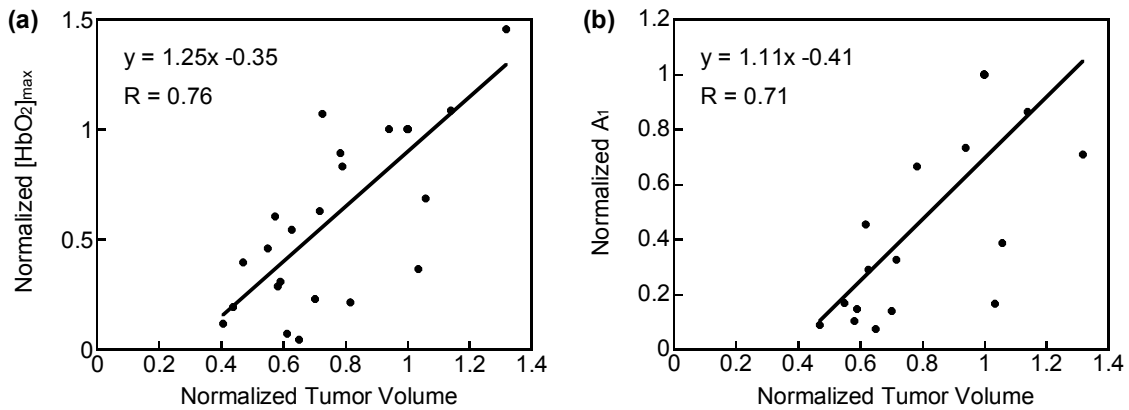 (a)
1.5
1
0.5
0
y = 1.25x -0.35
R = 0.76
Normalized [HbO₂]max
0 0.2 0.4 0.6 0.8 1 1.2 1.4
Normalized Tumor Volume
(b)
1.2
1
0.8
0.6
0.4
0.2
0
y = 1.11x -0.41
R = 0.71
Normalized A₁
0 0.2 0.4 0.6 0.8 1 1.2 1.4
Normalized Tumor Volume